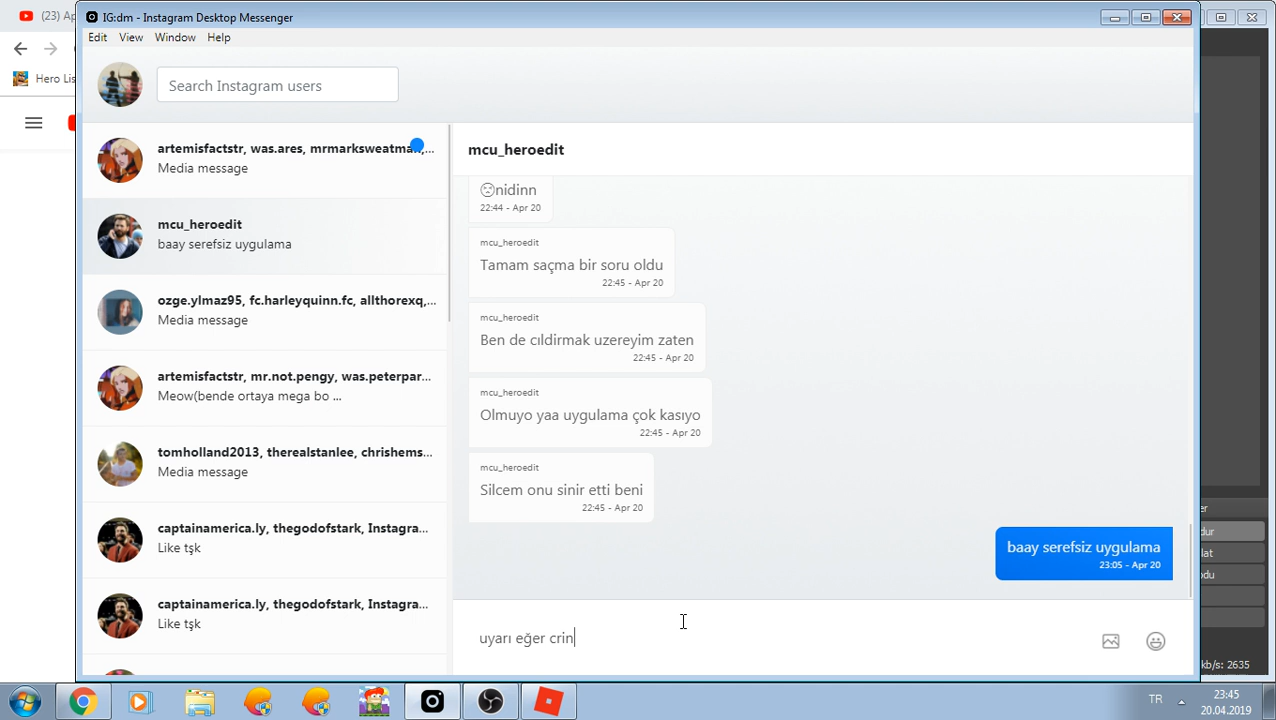 (23) Ap
IG:dm - Instagram Desktop Messenger
Edit View Window Help
Hero Lis
Search Instagram users
artemisfactstr, was.ares, mrmarksweatman,...
Media message
mcu_heroedit
baay serefsiz uygulama
ozge.ylmaz95, fc.harleyquinn.fc, allthorexq,...
Media message
artemisfactstr, mr.not.pengy, was.peterpar...
Meow(bende ortaya mega bo ...
tomholland2013, therealstanlee, chrishems...
Media message
captainamerica.ly, thegodofstark, Instagra...
Like tşk
captainamerica.ly, thegodofstark, Instagra...
Like tşk
mcu_heroedit
nidinn
22:44 - Apr 20
mcu_heroedit
Tamam saçma bir soru oldu
22:45 - Apr 20
mcu_heroedit
Ben de cıldirmak uzereyim zaten
22:45 - Apr 20
mcu_heroedit
Olmuyo yaa uygulama çok kasıyo
22:45 - Apr 20
mcu_heroedit
Silcem onu sinir etti beni
22:45 - Apr 20
baay serefsiz uygulama
23:05 - Apr 20
uyarı eğer crin
er
dur
lat
odu
kb/s: 2635
TR
23:45
20.04.2019